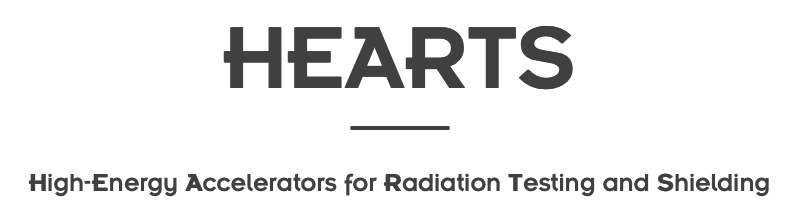 HEARTS
High-Energy Accelerators for Radiation Testing and Shielding